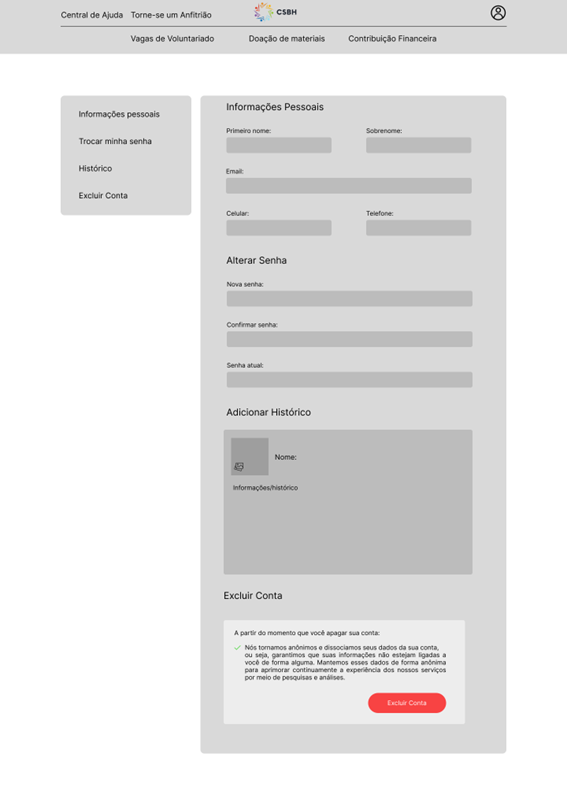 Central de Ajuda
Torne-se um Anfitrião
CSBH
Vagas de Voluntariado
Doação de materiais
Contribuição Financeira
Informações pessoais
Trocar minha senha
Histórico
Excluir Conta
Informações Pessoais
Primeiro nome:
Sobrenome:
Email:
Celular:
Telefone:
Alterar Senha
Nova senha:
Confirmar senha:
Senha atual:
Adicionar Histórico
Nome:
Informações/histórico
Excluir Conta
A partir do momento que você apagar sua conta:
Nós tornamos anônimos e dissociamos seus dados da sua conta,
ou seja, garantimos que suas informações não estejam ligadas a
você de forma alguma. Mantemos esses dados de forma anônima
para aprimorar continuamente a experiência dos nossos serviços
por meio de pesquisas e análises.
Excluir Conta